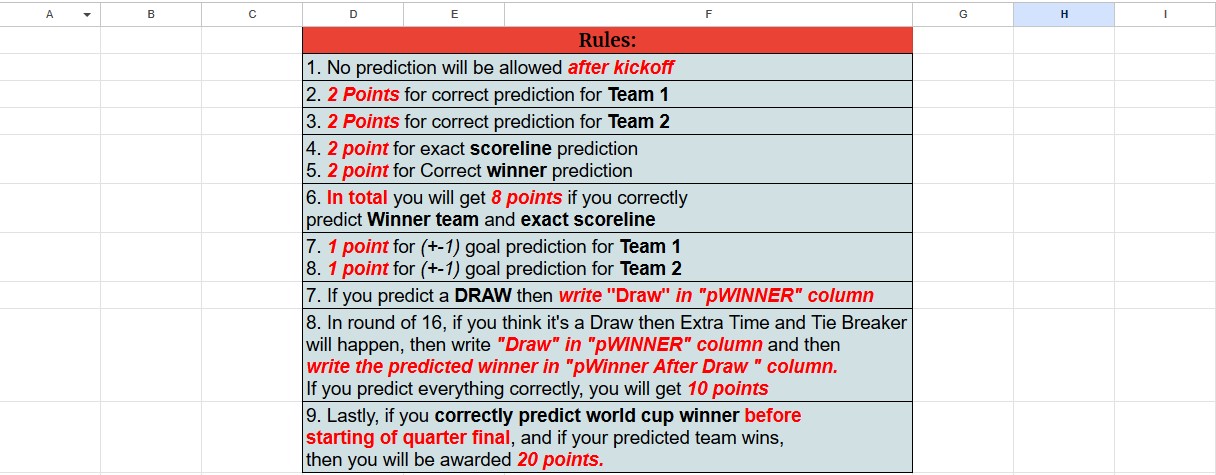 A B C D E F G H I
Rules:
1. No prediction will be allowed after kickoff
2. 2 Points for correct prediction for Team 1
3. 2 Points for correct prediction for Team 2
4. 2 point for exact scoreline prediction
5. 2 point for Correct winner prediction
6. In total you will get 8 points if you correctly
predict Winner team and exact scoreline
7. 1 point for (+-1) goal prediction for Team 1
8. 1 point for (+-1) goal prediction for Team 2
7. If you predict a DRAW then write "Draw" in "pWINNER" column
8. In round of 16, if you think it's a Draw then Extra Time and Tie Breaker
will happen, then write "Draw" in "pWINNER" column and then
write the predicted winner in "pWinner After Draw " column.
If you predict everything correctly, you will get 10 points
9. Lastly, if you correctly predict world cup winner before
starting of quarter final, and if your predicted team wins,
then you will be awarded 20 points.